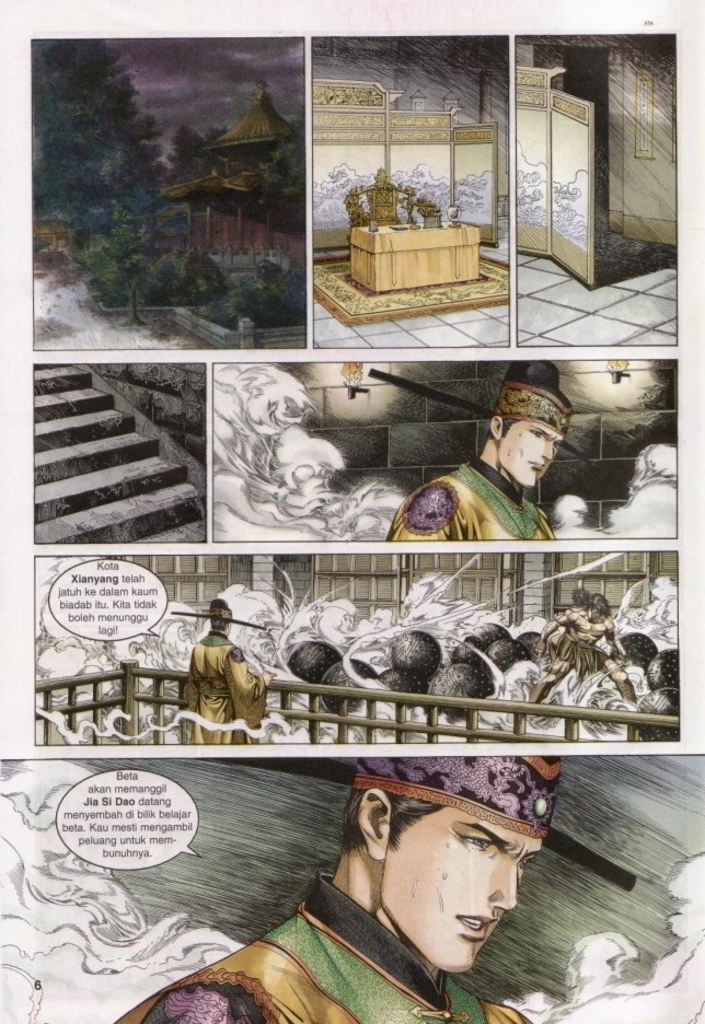 Kota
Xianyang telah
jatuh ke dalam kaum
biadab itu. Kita tidak
boleh menunggu
lagi!
Beta
akan memanggil
Jia Si Dao datang
menyembah di bilik belajar
beta. Kau mesti mengambil
peluang untuk mem-
bunuhnya.
6